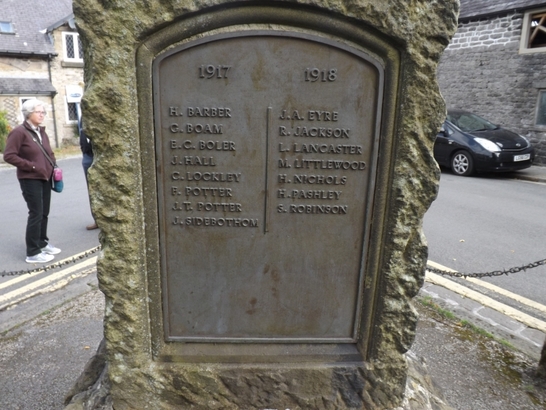 1917
H. BARBER
C. BOAM
E.C. BOLER
J. HALL
C. LOCKLEY
F. POTTER
J.T. POTTER
J. SIDEBOTHOM
1918
J.A. EYRE
R. JACKSON
L. LANCASTER
M. LITTLEWOOD
H. NICHOLS
H. PASHLEY
S. ROBINSON